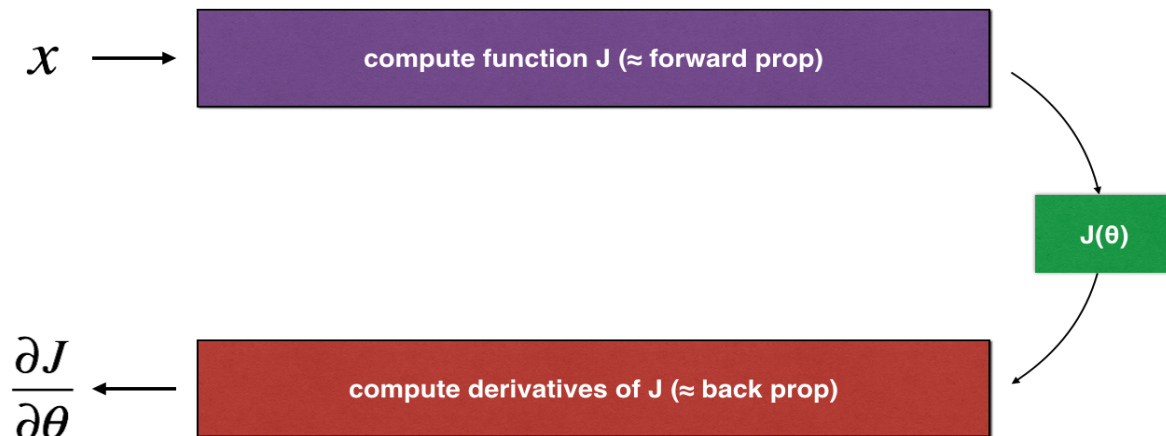 x
compute function J (≈ forward prop)
J(θ)
∂J
∂θ
compute derivatives of J (≈ back prop)